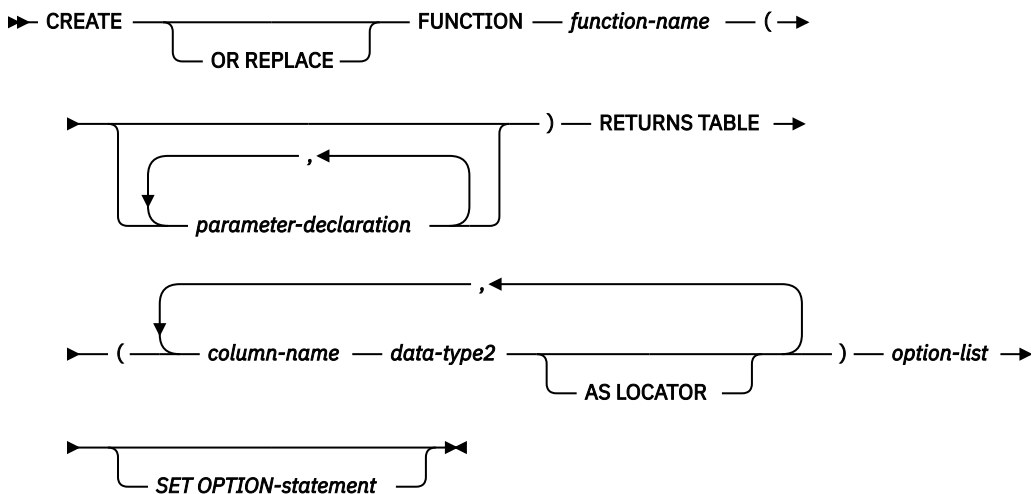 CREATE FUNCTION function-name (
OR REPLACE
) RETURNS TABLE
,
parameter-declaration
,
( column-name data-type2 ) option-list
AS LOCATOR
SET OPTION-statement